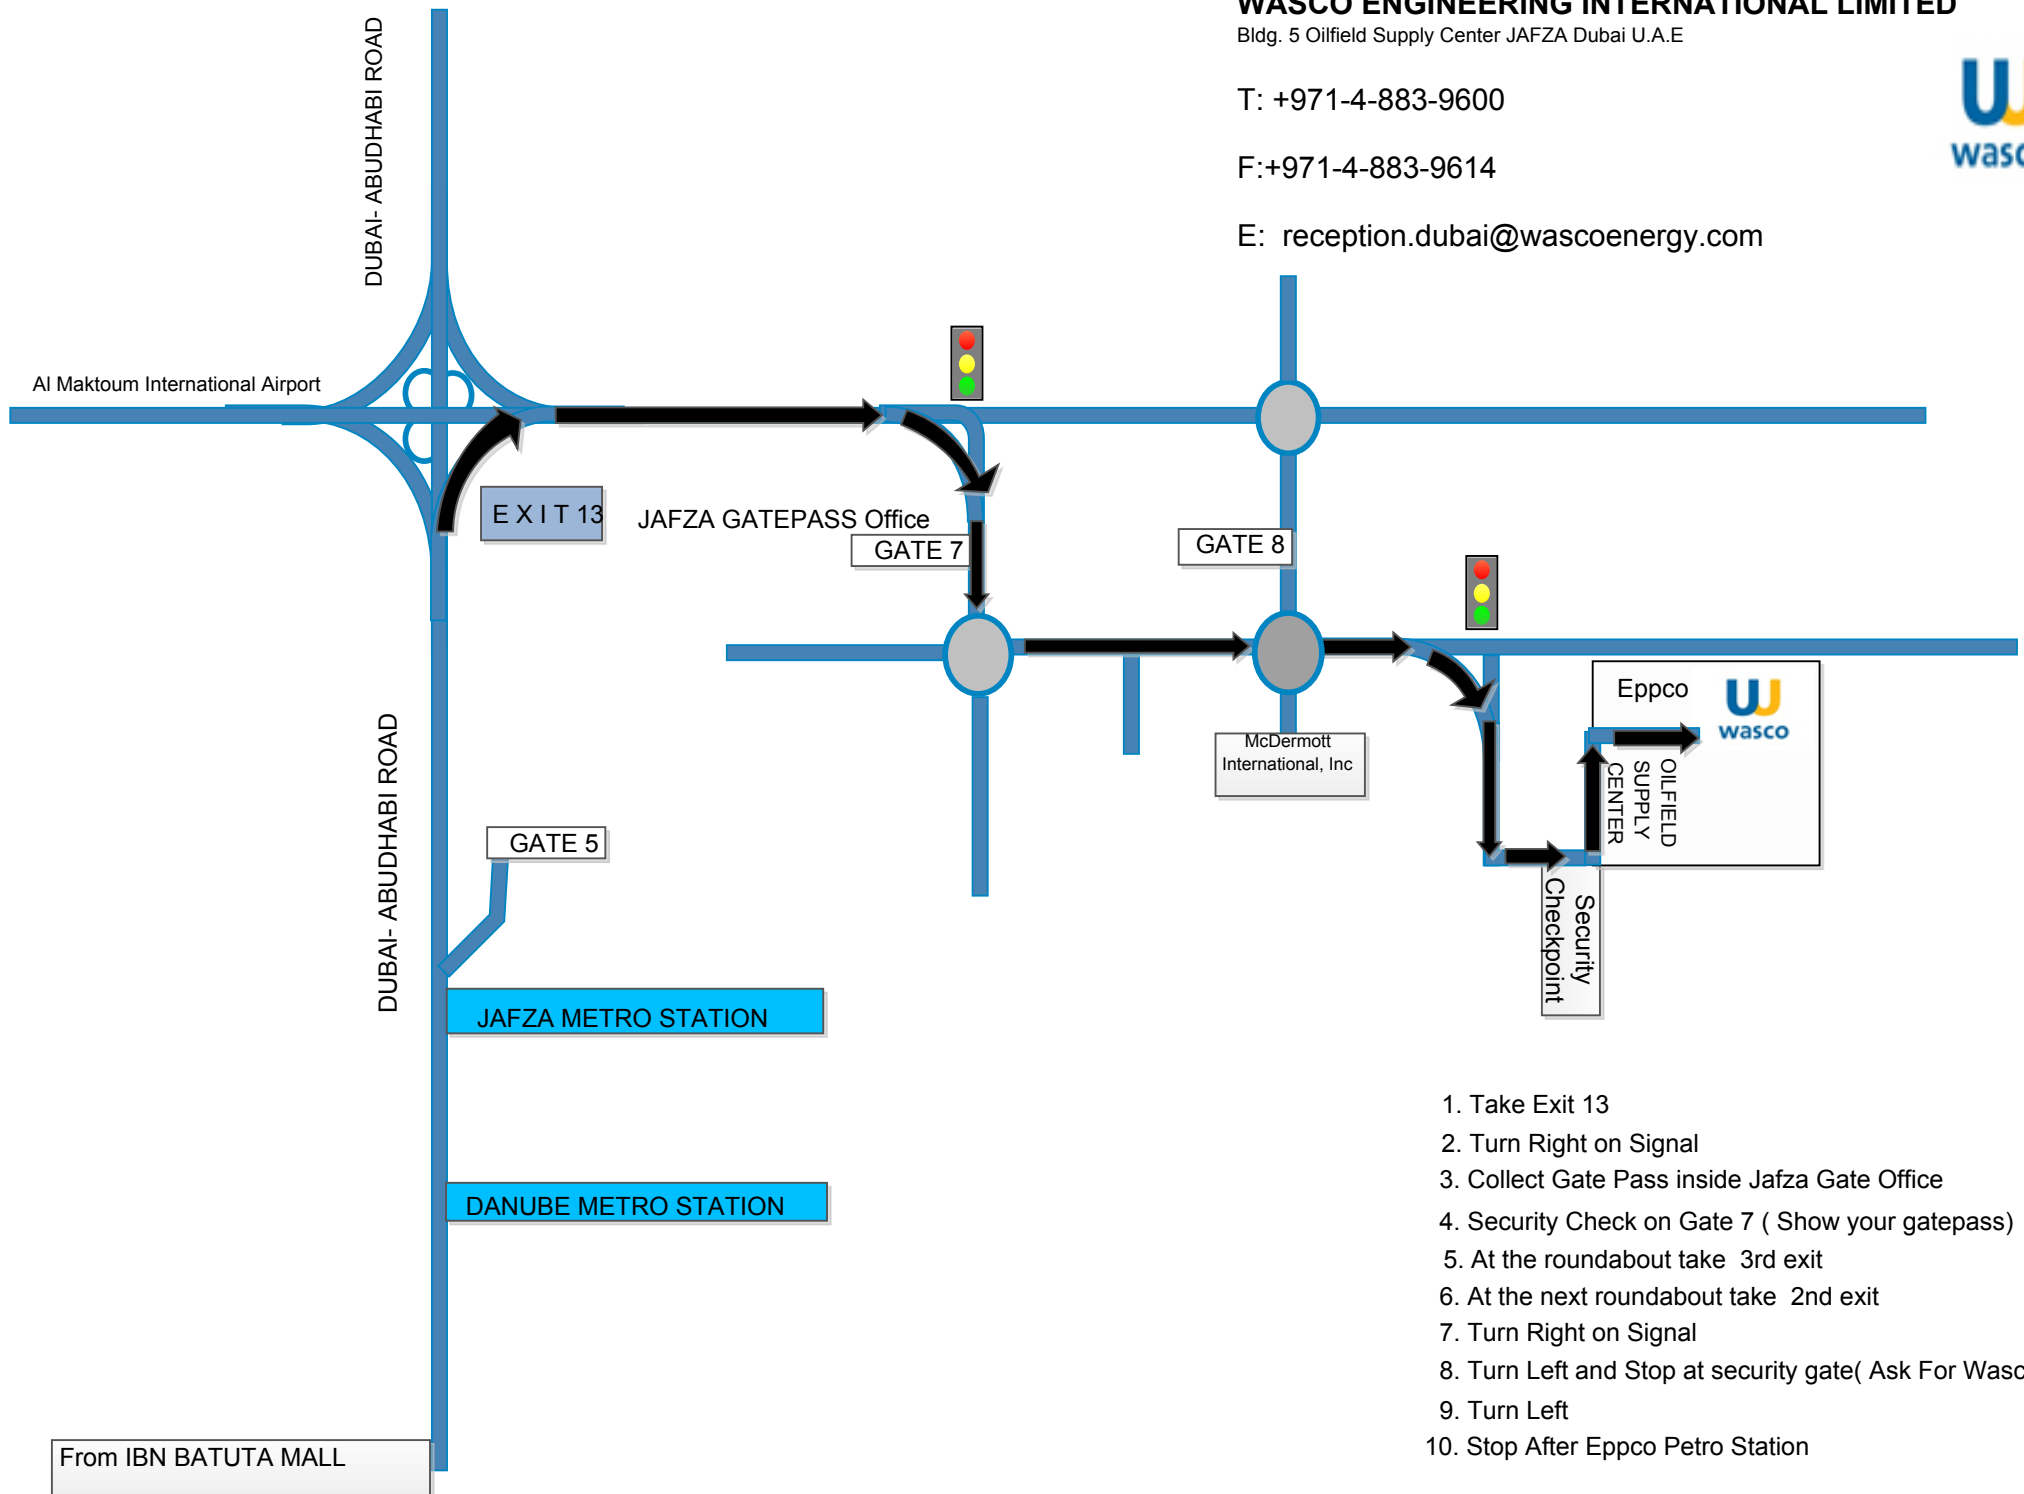 WASCO ENGINEERING INTERNATIONAL LIMITED
Bldg. 5 Oilfield Supply Center JAFZA Dubai U.A.E
T: +971-4-883-9600
F:+971-4-883-9614
E:  reception.dubai@wascoenergy.com
DUBAI- ABUDHABI ROAD
Al Maktoum International Airport
E X I T 13
JAFZA GATEPASS Office
GATE 7
GATE 8
McDermott
International, Inc
Eppco
wasco
OILFIELD
SUPPLY
CENTER
Security
Checkpoint
DUBAI- ABUDHABI ROAD
GATE 5
JAFZA METRO STATION
DANUBE METRO STATION
From IBN BATUTA MALL
1. Take Exit 13
2. Turn Right on Signal
3. Collect Gate Pass inside Jafza Gate Office
4. Security Check on Gate 7 ( Show your gatepass)
5. At the roundabout take  3rd exit
6. At the next roundabout take  2nd exit
7. Turn Right on Signal
8. Turn Left and Stop at security gate( Ask For Wasc
9. Turn Left
10. Stop After Eppco Petro Station